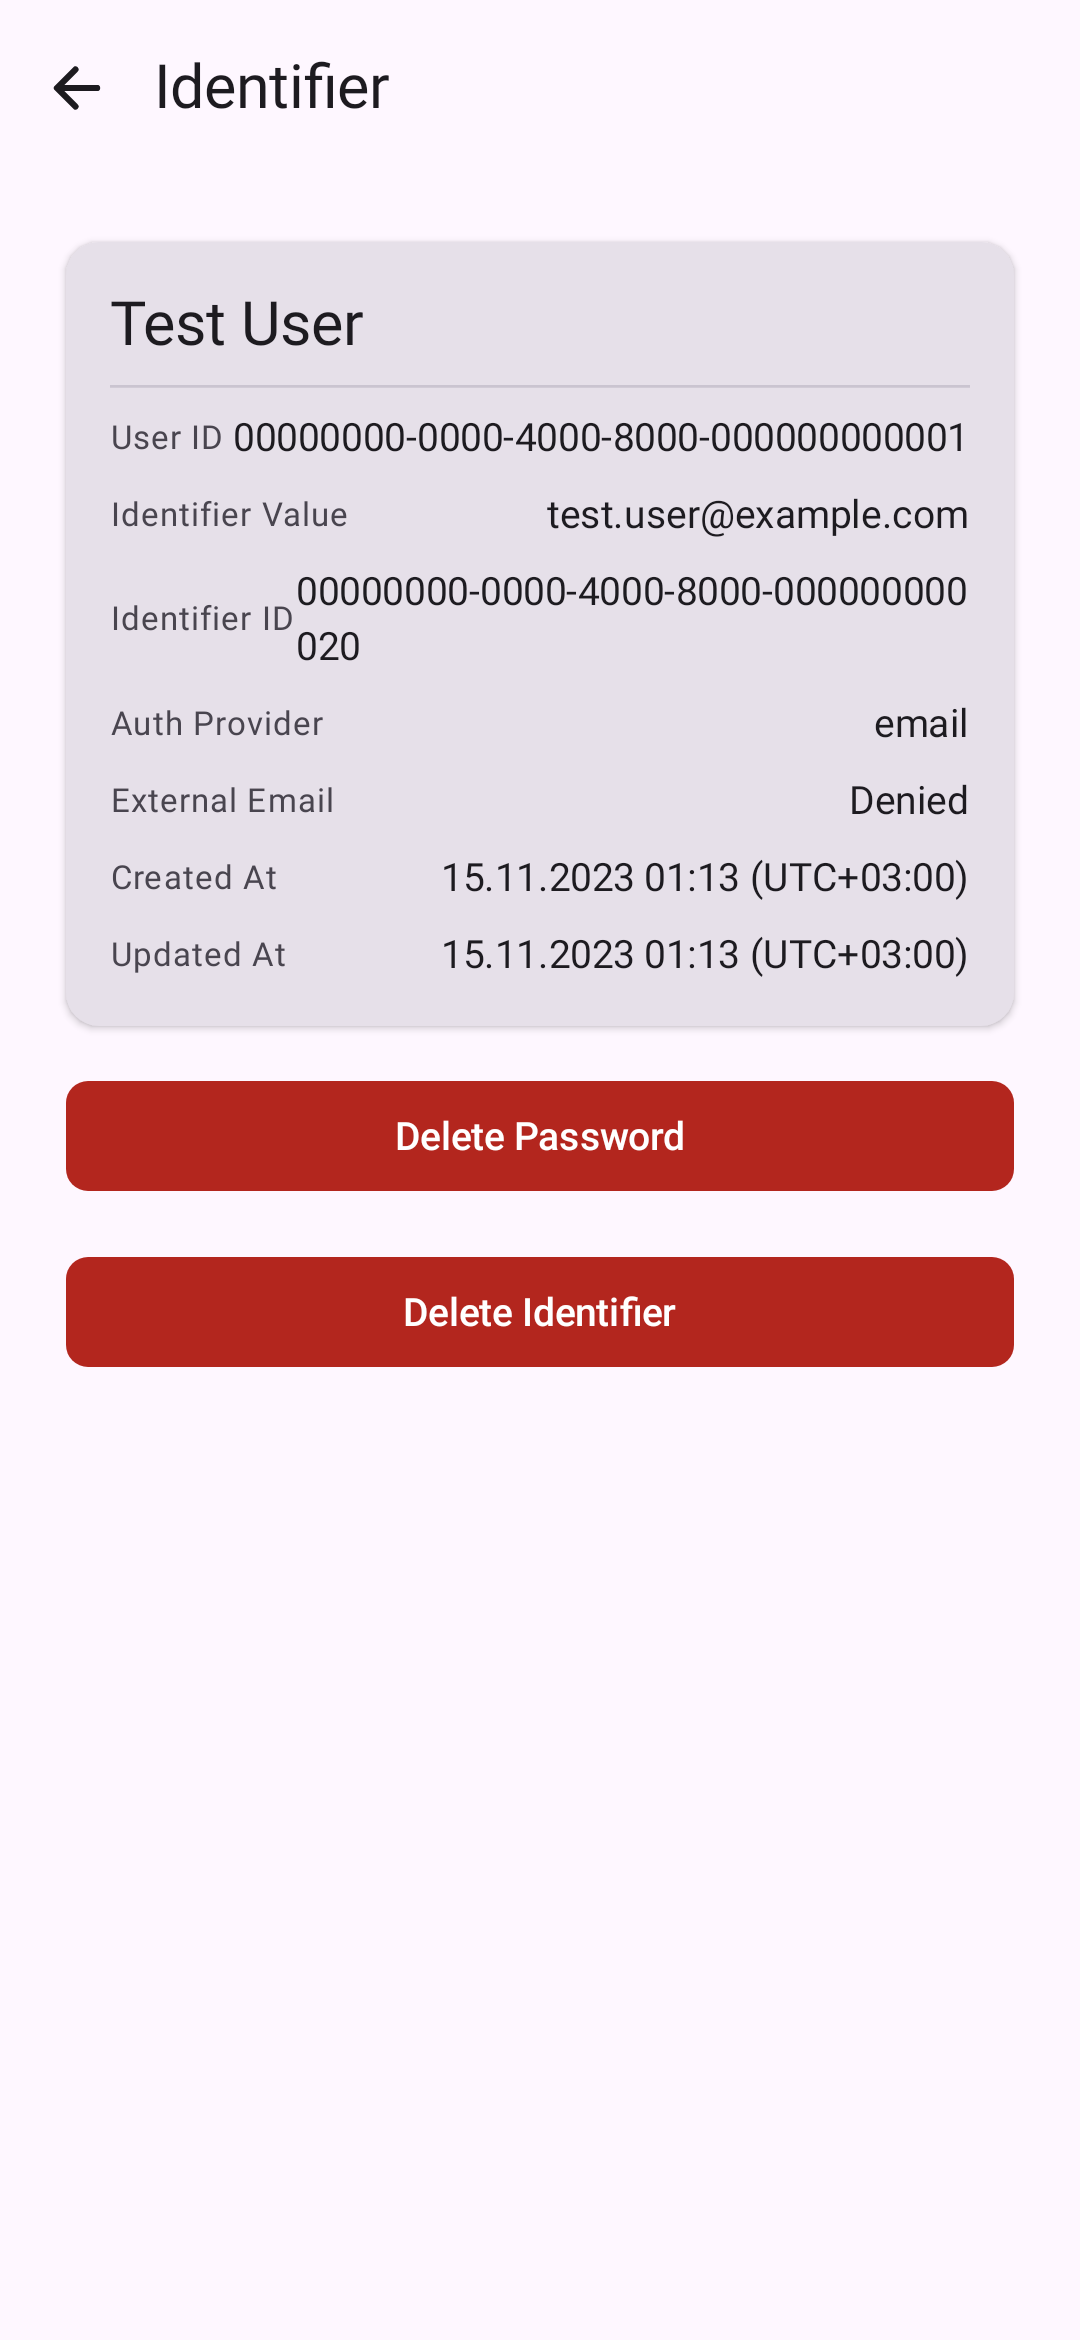 Identifier
Test User
User ID 00000000-0000-4000-8000-000000000001
Identifier Value test.user@example.com
Identifier ID 00000000-0000-4000-8000-000000000
020
Auth Provider email
External Email Denied
Created At 15.11.2023 01:13 (UTC+03:00)
Updated At 15.11.2023 01:13 (UTC+03:00)
Delete Password
Delete Identifier